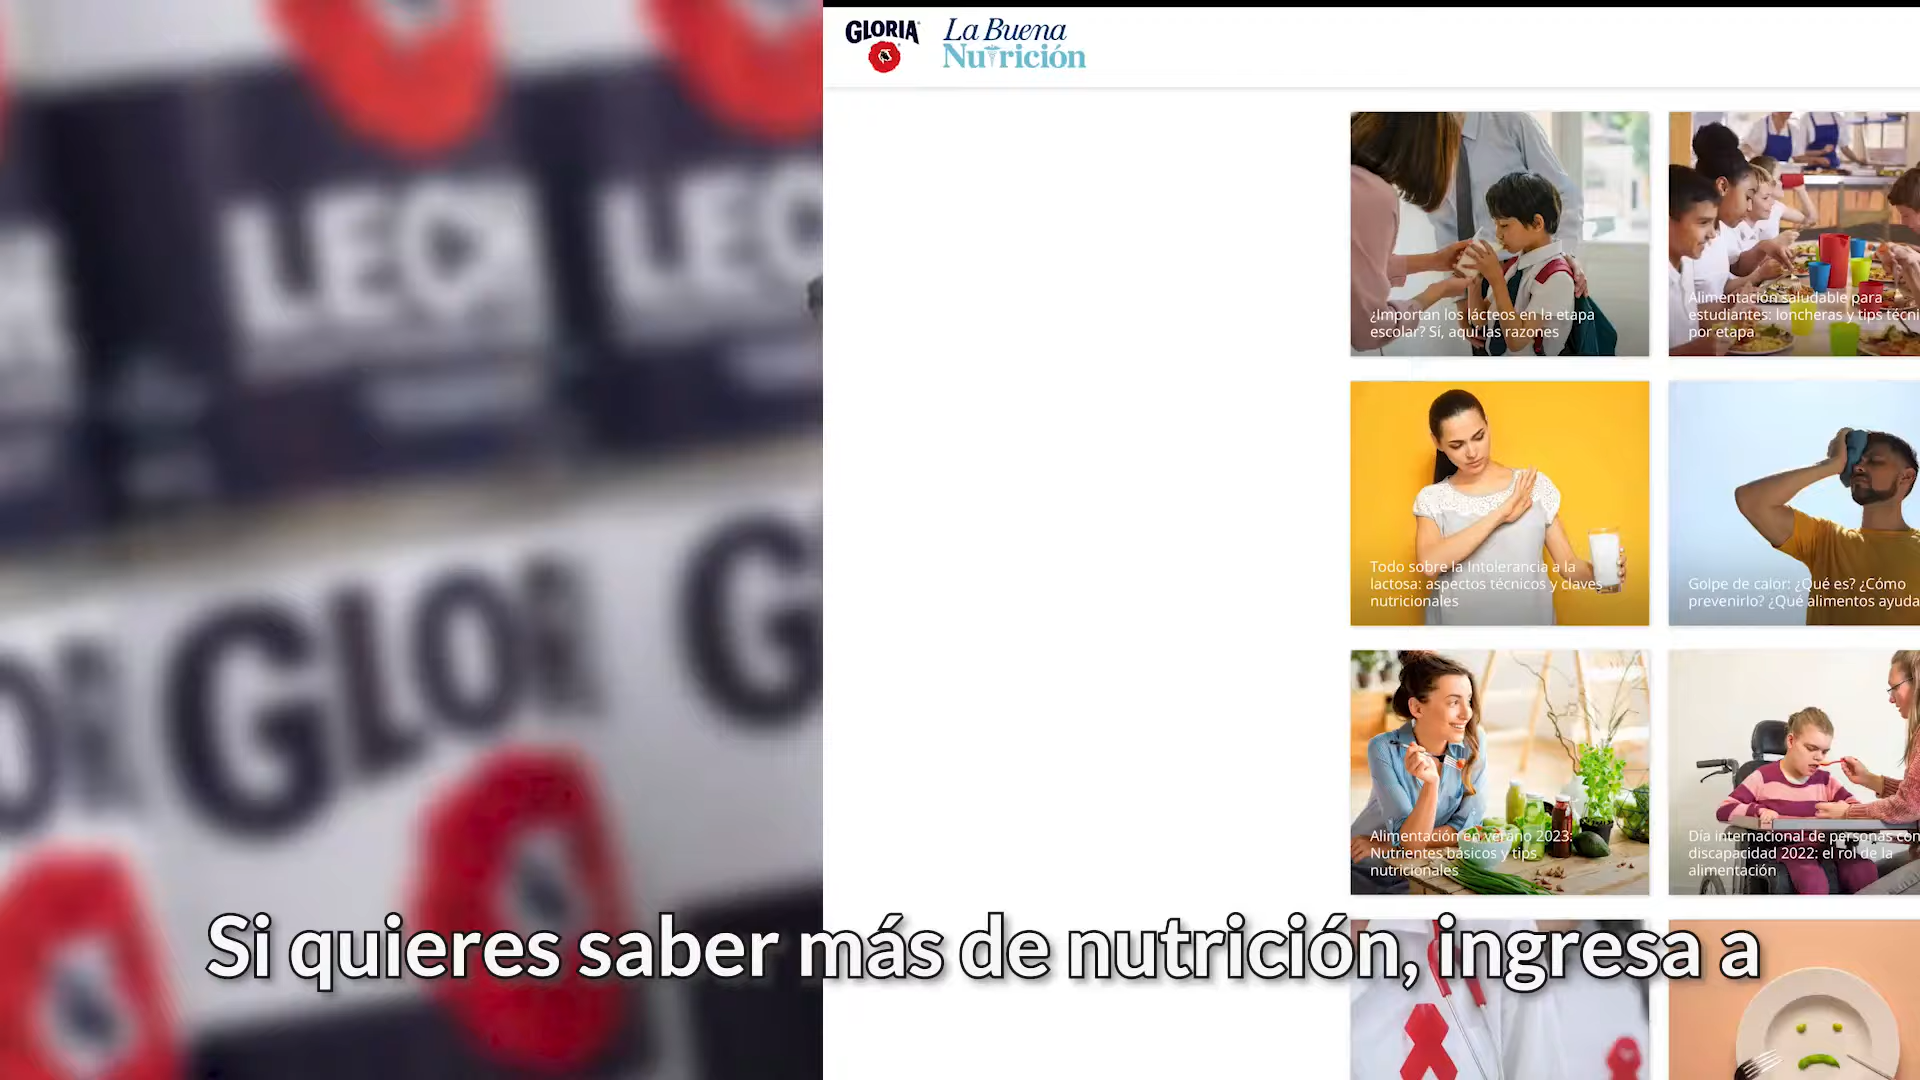 GLORIA
La Buena
Nutrición
LECH
LEC
GLORIA
G
¿Importan los lácteos en la etapa
escolar? Sí, aquí las razones
Alimentación saludable para
estudiantes: loncheras y tips técni
por etapa
Todo sobre la Intolerancia a la
lactosa: aspectos técnicos y claves
nutricionales
Golpe de calor: ¿Qué es? ¿Cómo
prevenirlo? ¿Qué alimentos ayuda
Alimentación en verano 2023:
Nutrientes básicos y tips
nutricionales
Día internacional de personas con
discapacidad 2022: el rol de la
alimentación
Si quieres saber más de nutrición, ingresa a